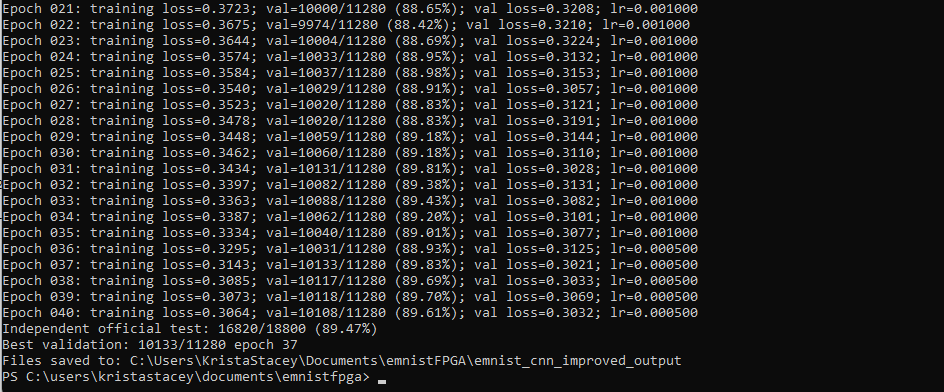 Epoch 021: training loss=0.3723; val=10000/11280 (88.65%); val loss=0.3208; lr=0.001000
Epoch 022: training loss=0.3675; val=9974/11280 (88.42%); val loss=0.3210; lr=0.001000
Epoch 023: training loss=0.3644; val=10004/11280 (88.69%); val loss=0.3224; lr=0.001000
Epoch 024: training loss=0.3574; val=10033/11280 (88.95%); val loss=0.3132; lr=0.001000
Epoch 025: training loss=0.3584; val=10037/11280 (88.98%); val loss=0.3153; lr=0.001000
Epoch 026: training loss=0.3540; val=10029/11280 (88.91%); val loss=0.3057; lr=0.001000
Epoch 027: training loss=0.3523; val=10020/11280 (88.83%); val loss=0.3121; lr=0.001000
Epoch 028: training loss=0.3478; val=10020/11280 (88.83%); val loss=0.3191; lr=0.001000
Epoch 029: training loss=0.3448; val=10059/11280 (89.18%); val loss=0.3144; lr=0.001000
Epoch 030: training loss=0.3462; val=10060/11280 (89.18%); val loss=0.3110; lr=0.001000
Epoch 031: training loss=0.3434; val=10131/11280 (89.81%); val loss=0.3028; lr=0.001000
Epoch 032: training loss=0.3397; val=10082/11280 (89.38%); val loss=0.3131; lr=0.001000
Epoch 033: training loss=0.3363; val=10088/11280 (89.43%); val loss=0.3082; lr=0.001000
Epoch 034: training loss=0.3387; val=10062/11280 (89.20%); val loss=0.3101; lr=0.001000
Epoch 035: training loss=0.3334; val=10040/11280 (89.01%); val loss=0.3077; lr=0.001000
Epoch 036: training loss=0.3295; val=10031/11280 (88.93%); val loss=0.3125; lr=0.000500
Epoch 037: training loss=0.3143; val=10133/11280 (89.83%); val loss=0.3021; lr=0.000500
Epoch 038: training loss=0.3085; val=10117/11280 (89.69%); val loss=0.3033; lr=0.000500
Epoch 039: training loss=0.3073; val=10118/11280 (89.70%); val loss=0.3069; lr=0.000500
Epoch 040: training loss=0.3064; val=10108/11280 (89.61%); val loss=0.3032; lr=0.000500
Independent official test: 16820/18800 (89.47%)
Best validation: 10133/11280 epoch 37
Files saved to: C:\Users\KristaStacey\Documents\emnistFPGA\emnist_cnn_improved_output
PS C:\users\kristastacey\documents\emnistfpga>